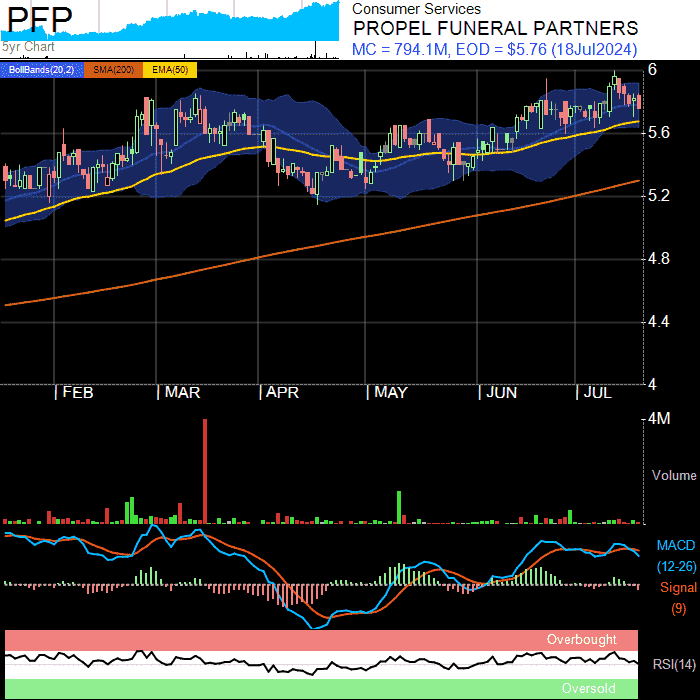 PFP
5yr Chart
Consumer Services
PROPEL FUNERAL PARTNERS
MC = 794.1M, EOD = $5.76 (18Jul2024)
BollBands(20,2) SMA(200) EMA(50)
6
5.6
5.2
4.8
4.4
4
FEB MAR APR MAY JUN JUL
4M
Volume
MACD
(12-26)
Signal
(9)
Overbought
RSI(14)
Oversold